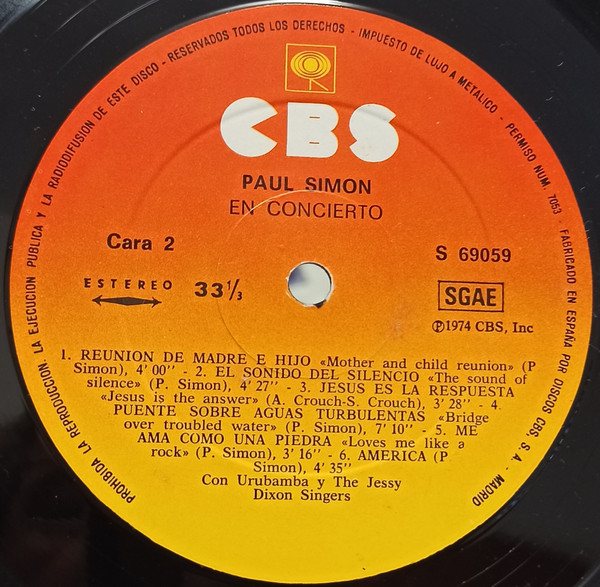 PROHIBIDA LA REPRODUCCION, LA EJECUCION PUBLICA Y LA RADIODIFUSION DE ESTE DISCO - RESERVADOS TODOS LOS DERECHOS - IMPUESTO DE LUJO A METALICO - PERMISO NUM. 7053 - FABRICADO EN ESPAÑA POR DISCOS CBS, S. A. - MADRID
CBS
PAUL SIMON
EN CONCIERTO
Cara 2
S 69059
ESTEREO
33 1/3
SGAE
Ⓟ1974 CBS, Inc
1. REUNION DE MADRE E HIJO «Mother and child reunion» (P
Simon), 4' 00'' - 2. EL SONIDO DEL SILENCIO «The sound of
silence» (P. Simon), 4' 27'' - 3. JESUS ES LA RESPUESTA
«Jesus is the answer» (A. Crouch-S. Crouch), 3' 28'' - 4.
PUENTE SOBRE AGUAS TURBULENTAS «Bridge
over troubled water» (P. Simon), 7' 10'' - 5. ME
AMA COMO UNA PIEDRA «Loves me like a
rock» (P. Simon), 3' 16'' - 6. AMERICA (P
Simon), 4' 35''
Con Urubamba y The Jessy
Dixon Singers